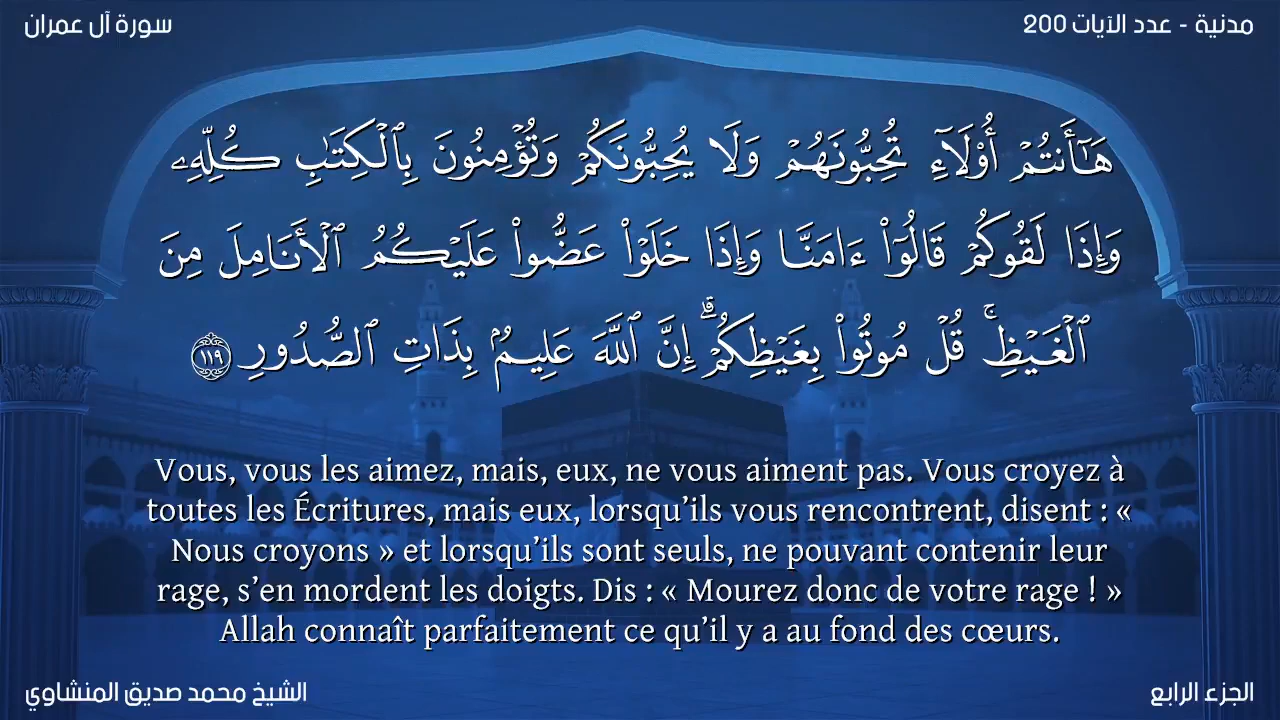 سورة آل عمران
مدنية - عدد الآيات 200
هَـٰٓأَنتُمۡ أُوْلَآءِ تُحِبُّونَهُمۡ وَلَا يُحِبُّونَكُمۡ وَتُؤۡمِنُونَ بِٱلۡكِتَـٰبِ كُلِّهِۦ
وَإِذَا لَقُوكُمۡ قَالُوٓاْ ءَامَنَّا وَإِذَا خَلَوۡاْ عَضُّواْ عَلَيۡكُمُ ٱلۡأَنَامِلَ مِنَ
ٱلۡغَيۡظِۚ قُلۡ مُوتُواْ بِغَيۡظِكُمۡۗ إِنَّ ٱللَّهَ عَلِيمُۢ بِذَاتِ ٱلصُّدُورِ ١١٩
Vous, vous les aimez, mais, eux, ne vous aiment pas. Vous croyez à
toutes les Écritures, mais eux, lorsqu’ils vous rencontrent, disent : «
Nous croyons » et lorsqu’ils sont seuls, ne pouvant contenir leur
rage, s’en mordent les doigts. Dis : « Mourez donc de votre rage ! »
Allah connaît parfaitement ce qu’il y a au fond des cœurs.
الشيخ محمد صديق المنشاوي
الجزء الرابع